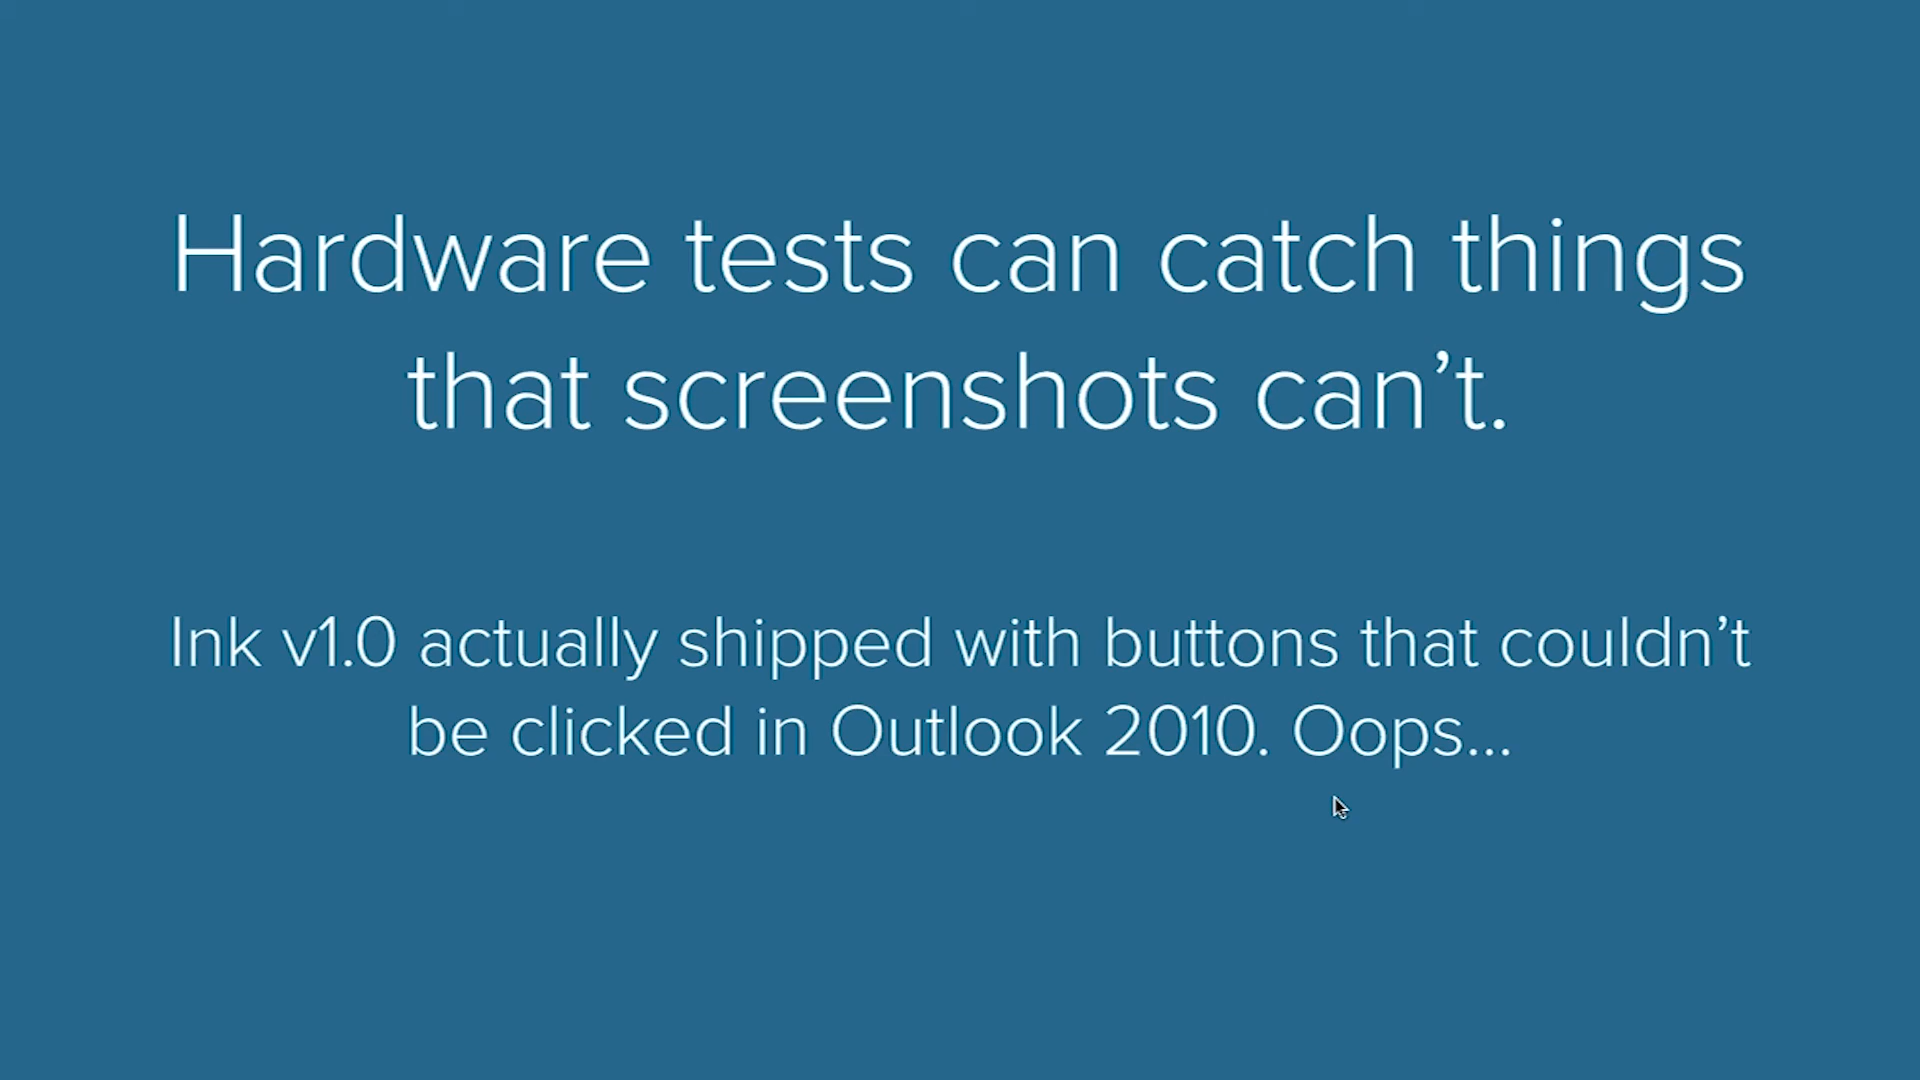 Hardware tests can catch things
that screenshots can’t.
Ink v1.0 actually shipped with buttons that couldn’t
be clicked in Outlook 2010. Oops...